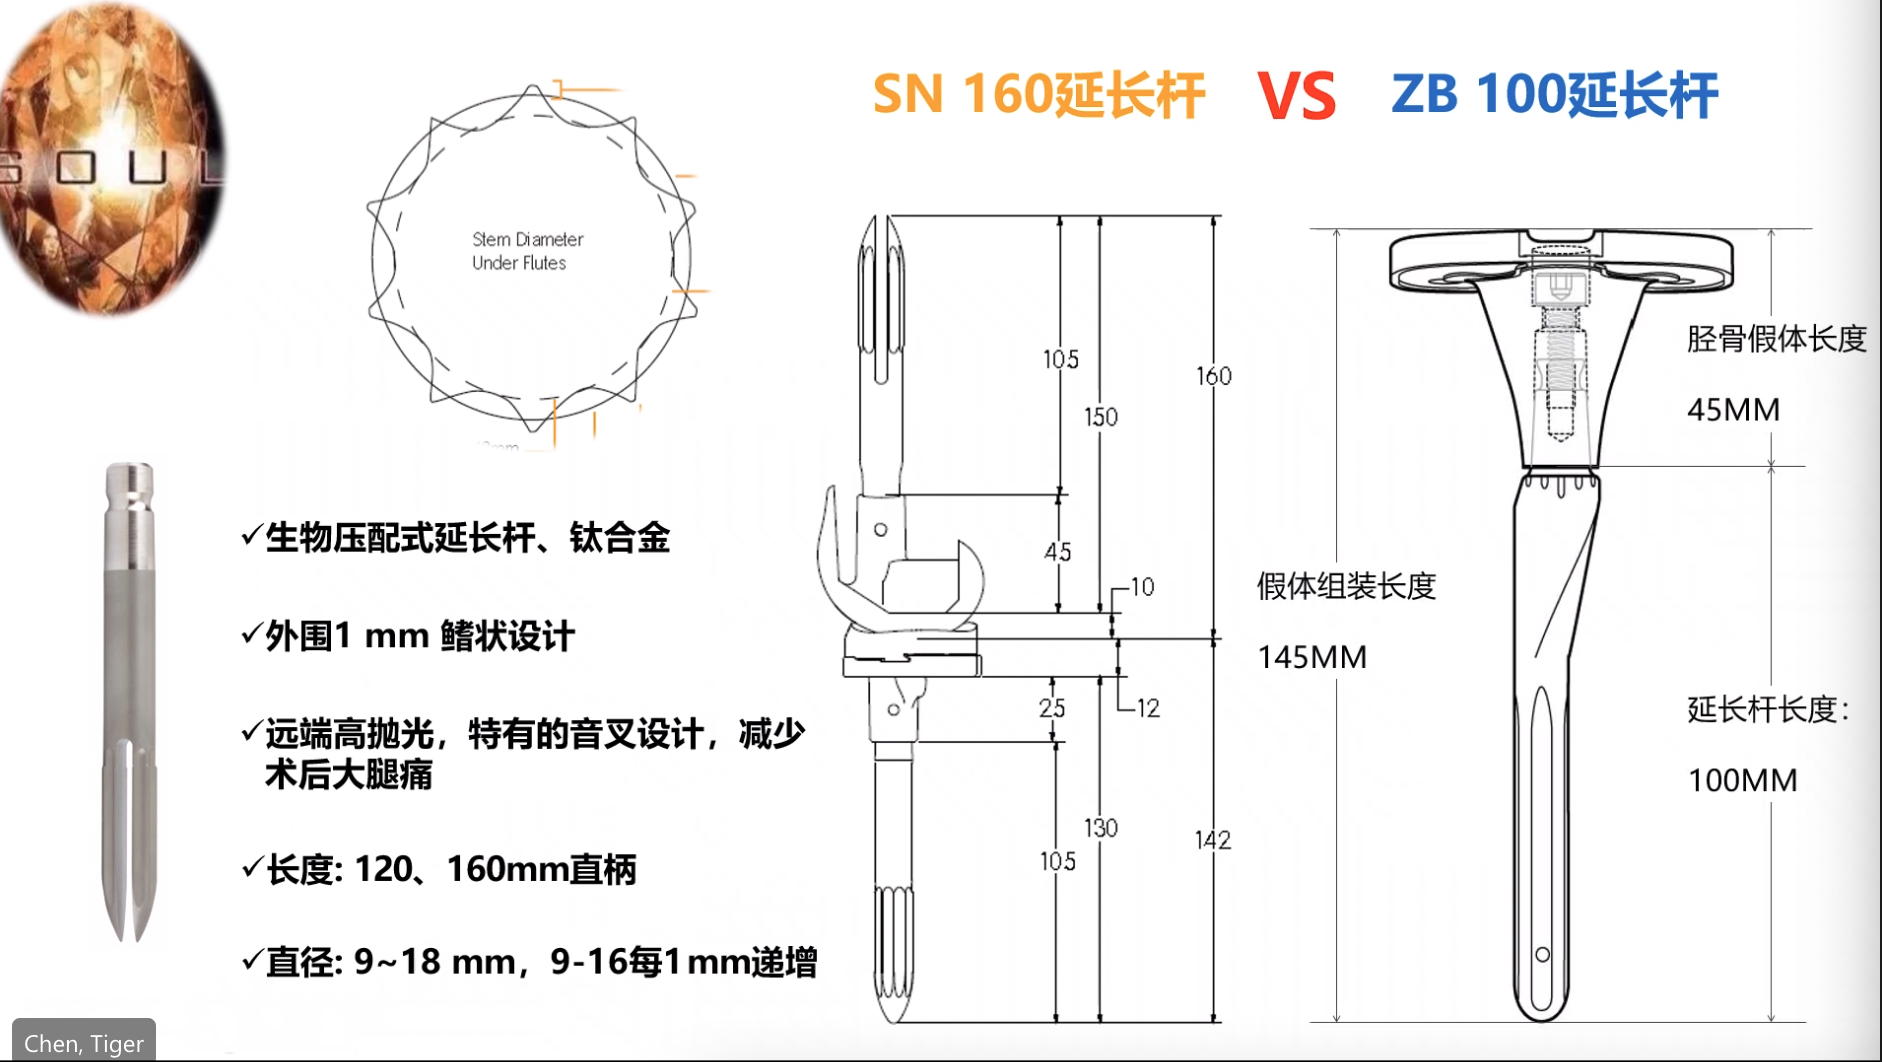 SOUL
SN 160延长杆 VS ZB 100延长杆
Stem Diameter
Under Flutes
✓生物压配式延长杆、钛合金
✓外围1 mm 鳍状设计
✓远端高抛光，特有的音叉设计，减少
术后大腿痛
✓长度: 120、160mm直柄
✓直径: 9~18 mm，9-16每1mm递增
105
150
160
45
10
25
12
130
105
142
胫骨假体长度
45MM
假体组装长度
145MM
延长杆长度：
100MM
Chen, Tiger